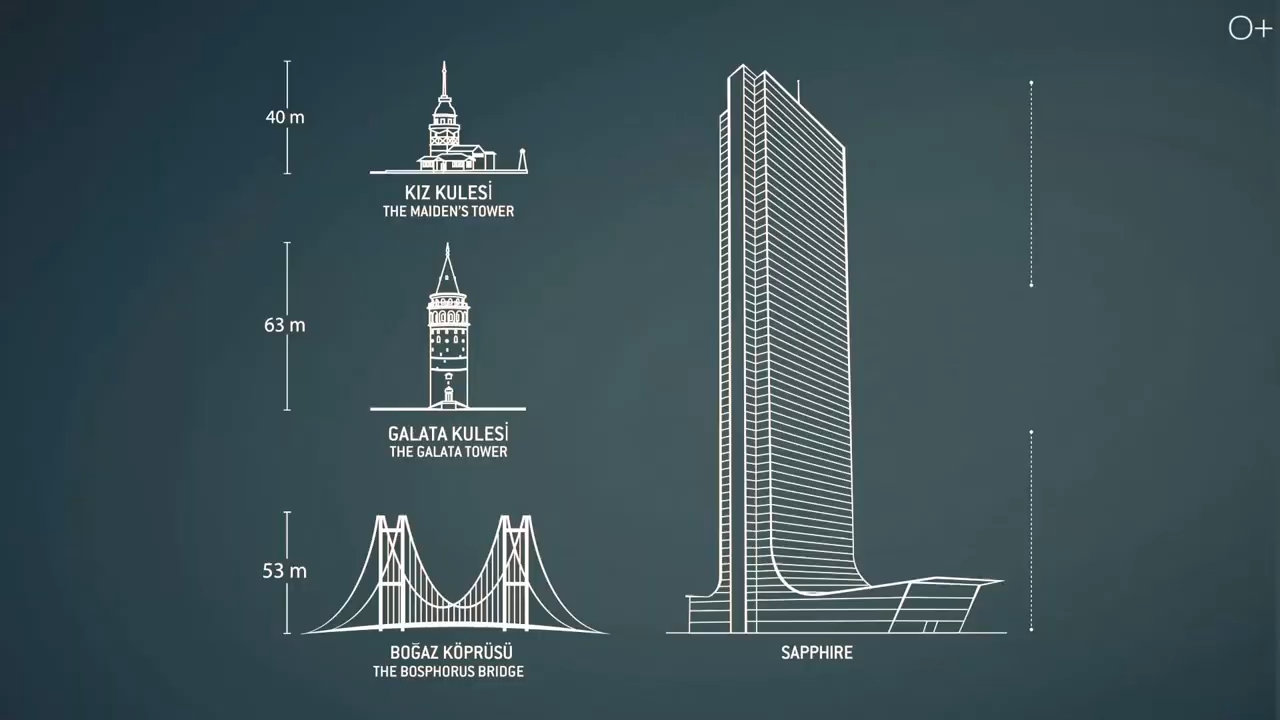 O+
40 m
KIZ KULESİ
THE MAIDEN'S TOWER
63 m
GALATA KULESİ
THE GALATA TOWER
53 m
BOĞAZ KÖPRÜSÜ
THE BOSPHORUS BRIDGE
SAPPHIRE